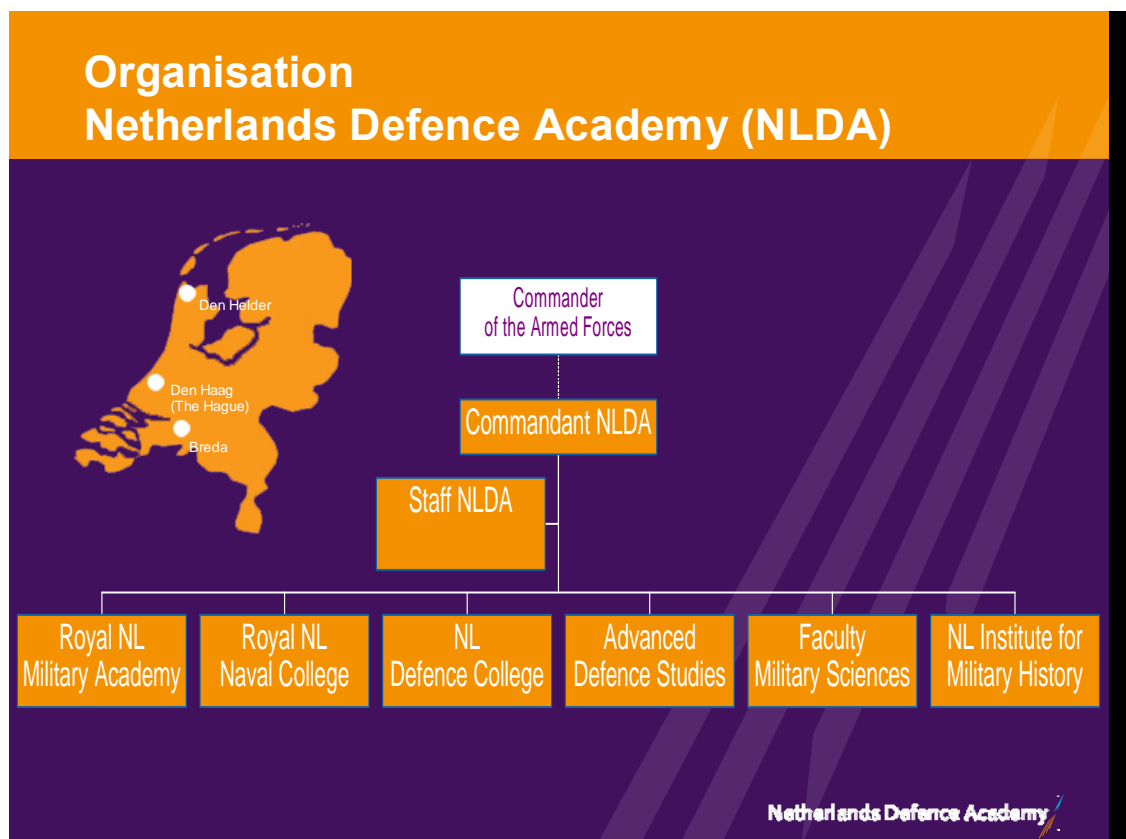 Organisation
Netherlands Defence Academy (NLDA)
Den Helder
Den Haag
(The Hague)
Breda
Commander
of the Armed Forces
Commandant NLDA
Staff NLDA
Royal NL
Military Academy
Royal NL
Naval College
NL
Defence College
Advanced
Defence Studies
Faculty
Military Sciences
NL Institute for
Military History
Netherlands Defence Academy